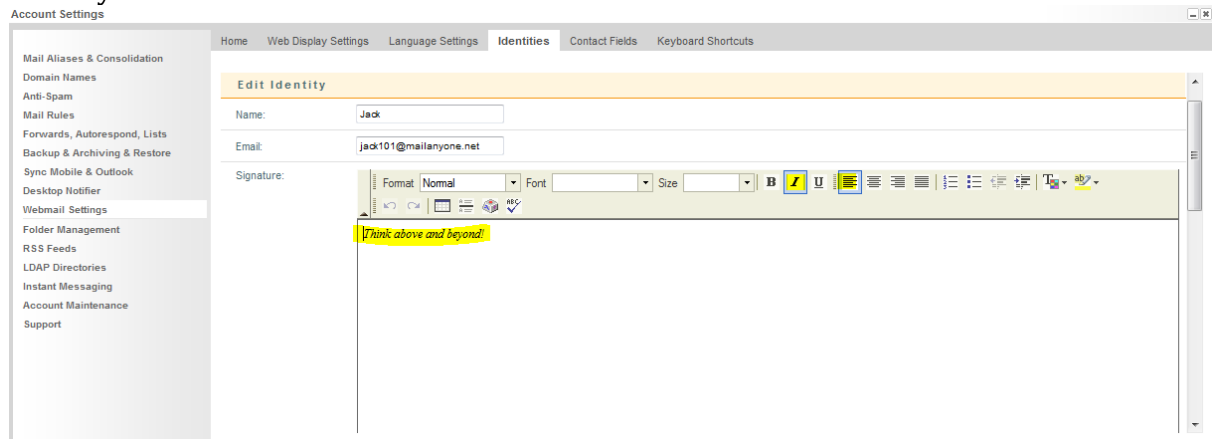 Account Settings
Home Web Display Settings Language Settings Identities Contact Fields Keyboard Shortcuts
Mail Aliases & Consolidation
Domain Names
Anti-Spam
Mail Rules
Forwards, Autorespond, Lists
Backup & Archiving & Restore
Sync Mobile & Outlook
Desktop Notifier
Webmail Settings
Folder Management
RSS Feeds
LDAP Directories
Instant Messaging
Account Maintenance
Support
Edit Identity
Name: Jack
Email: jack101@mailanyone.net
Signature:
Format Normal Font Size B I U
ABC
Think above and beyond!